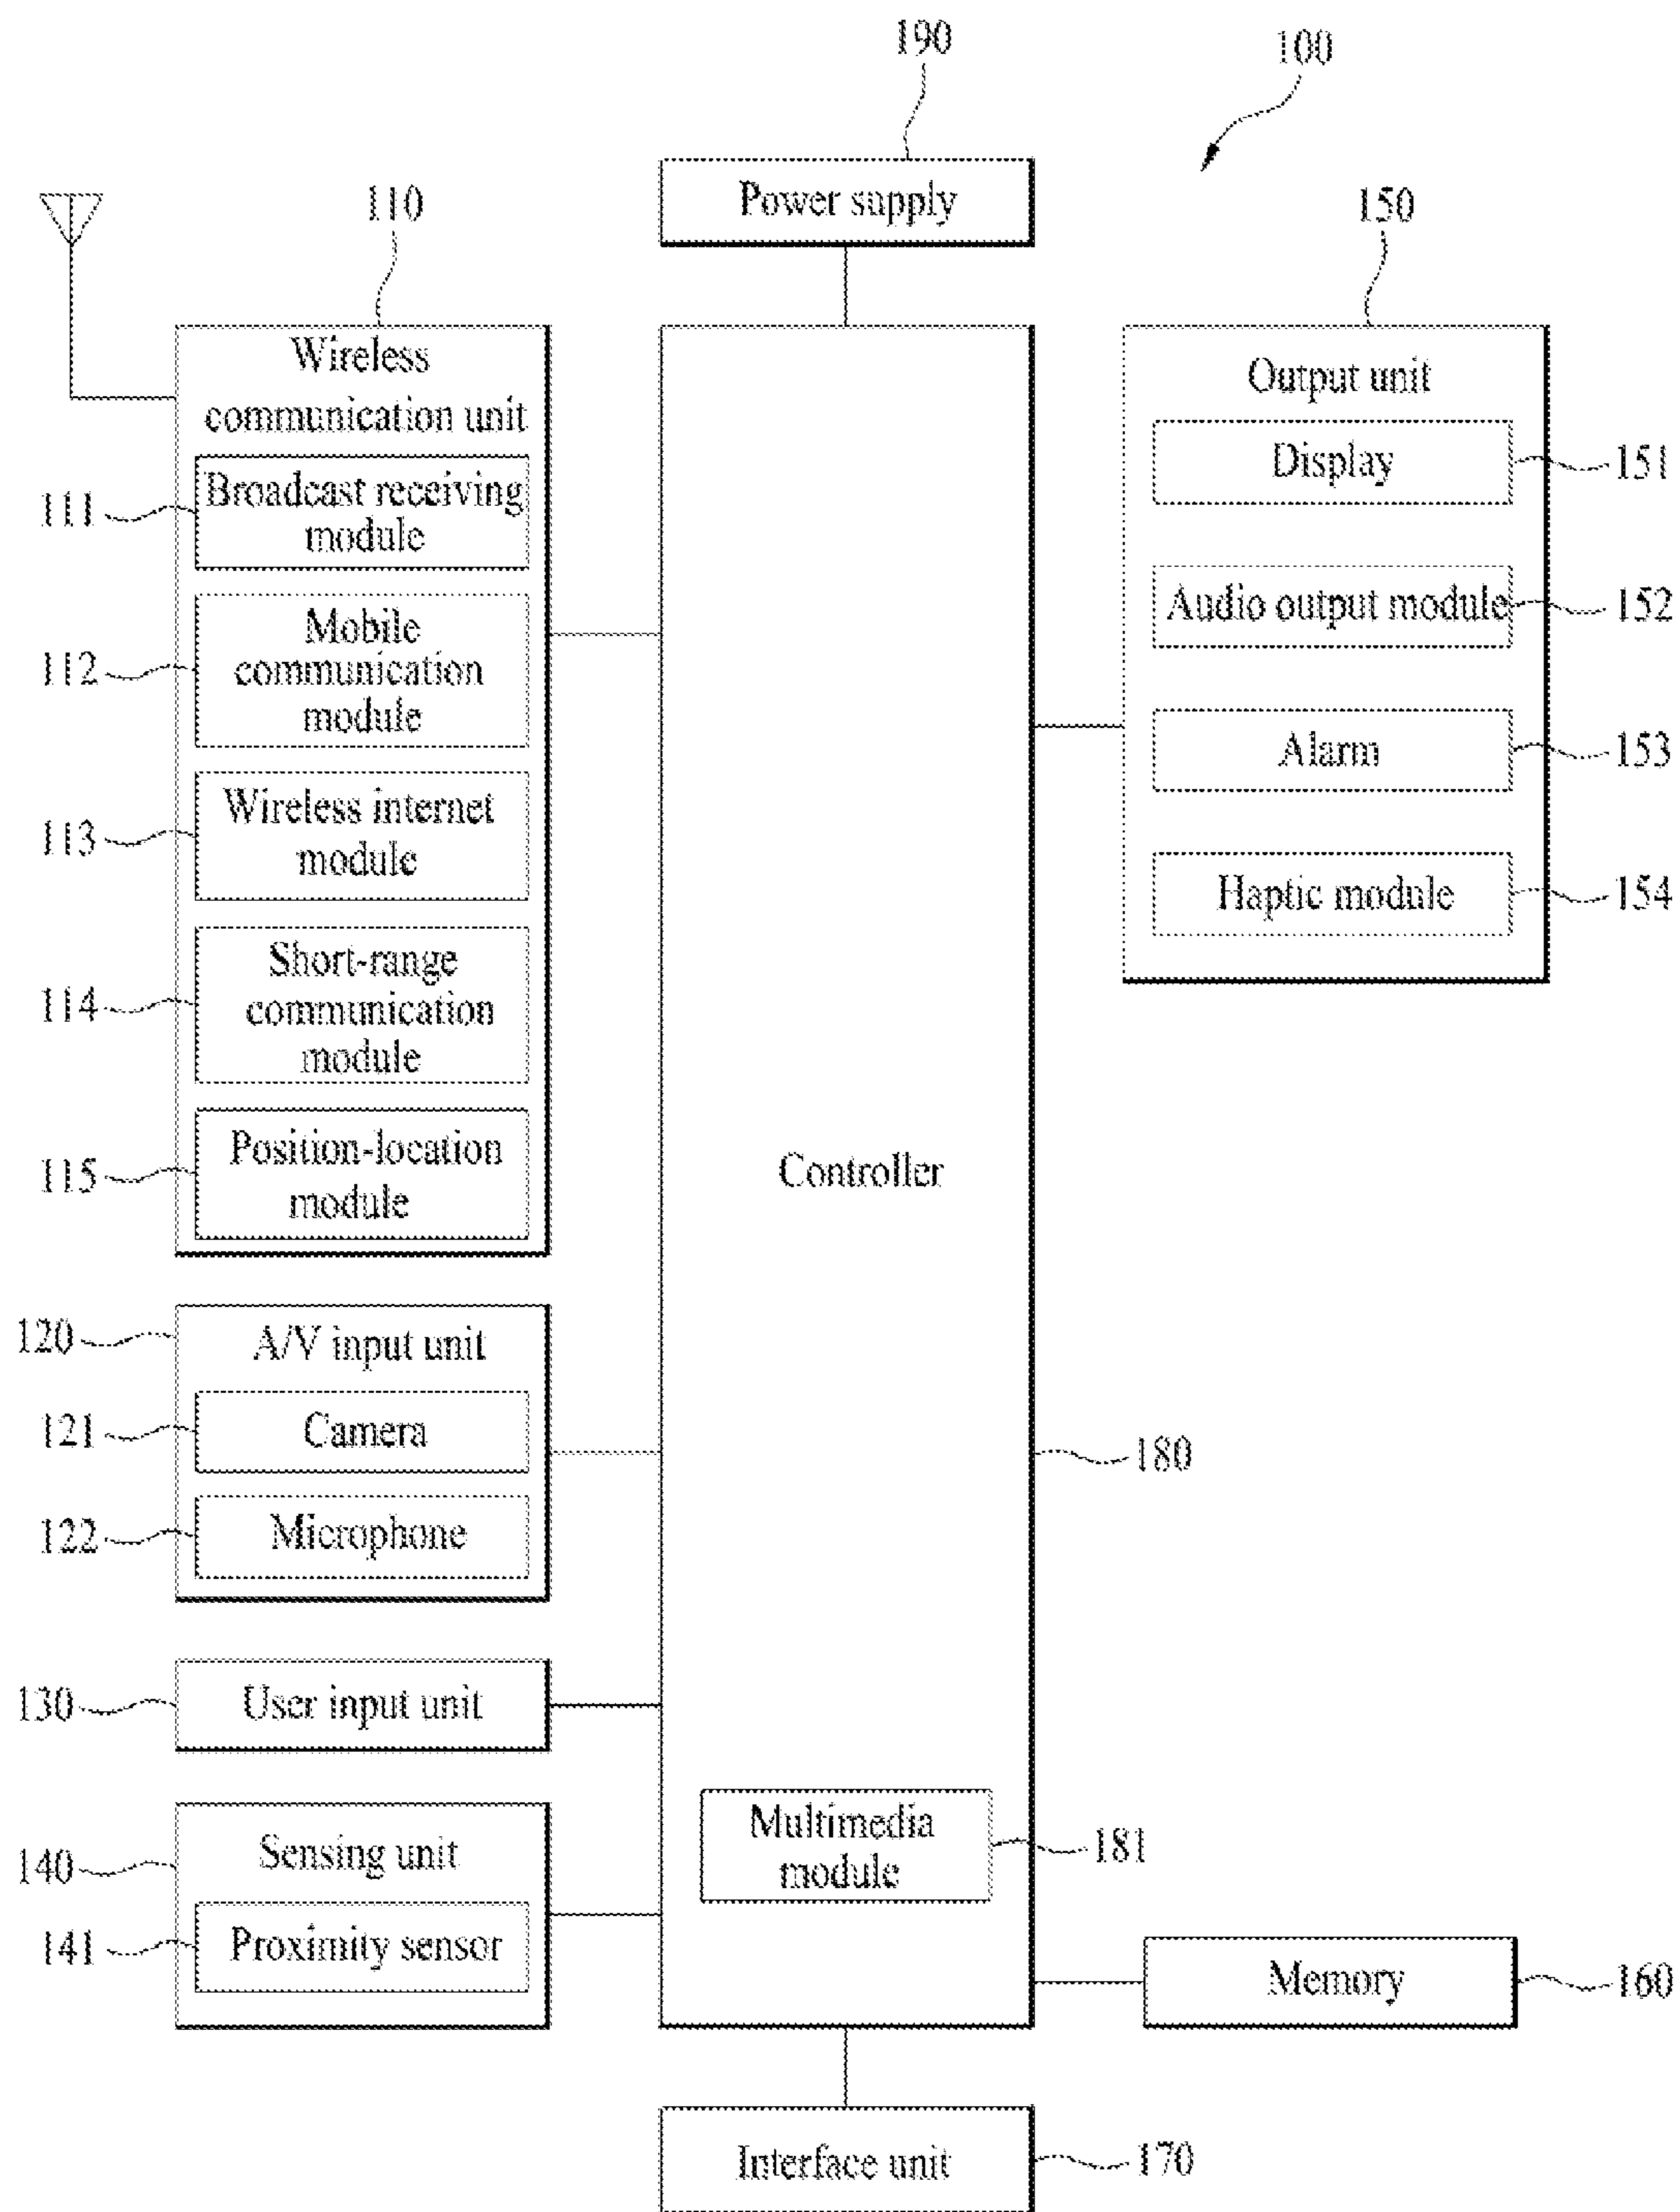 190
100
Power supply
110
150
Wireless
communication unit
Output unit
111
Broadcast receiving
module
Display
151
112
Mobile
communication
module
Audio output module
152
113
Wireless internet
module
Alarm
153
114
Short-range
communication
module
Haptic module
154
115
Position-location
module
Controller
120
A/V input unit
121
Camera
180
122
Microphone
130
User input unit
Multimedia
module
181
140
Sensing unit
141
Proximity sensor
Memory
160
Interface unit
170